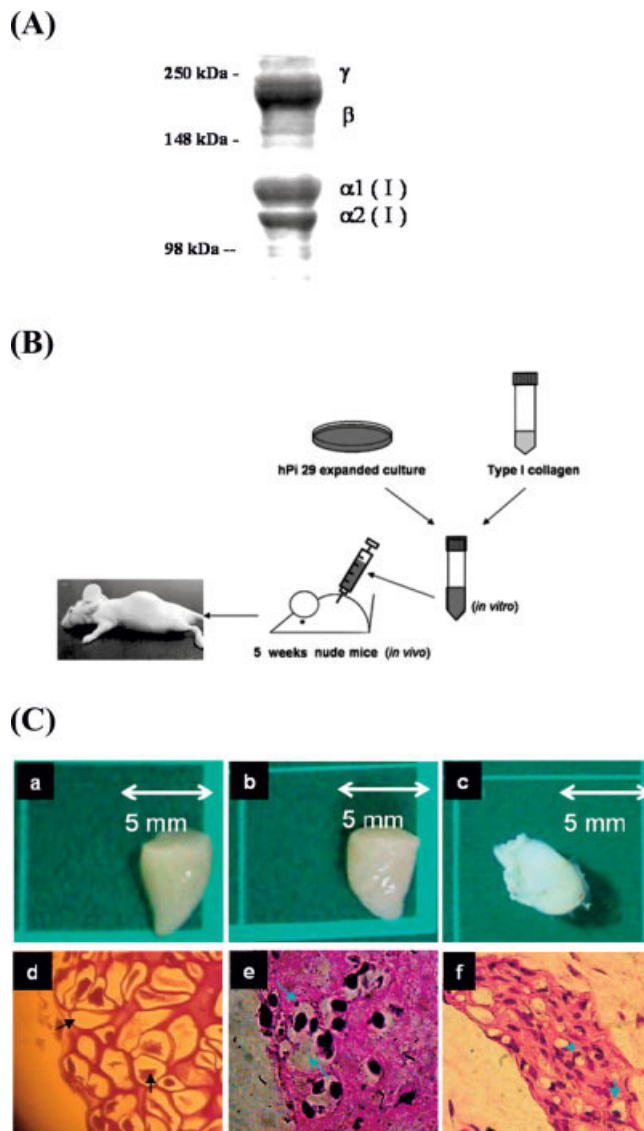 (A)
250 kDa -
γ
β
148 kDa -
α1 ( I )
α2 ( I )
98 kDa --
(B)
hPi 29 expanded culture
Type I collagen
(in vitro)
5 weeks nude mice (in vivo)
(C)
a
b
c
5 mm
5 mm
5 mm
d
e
f